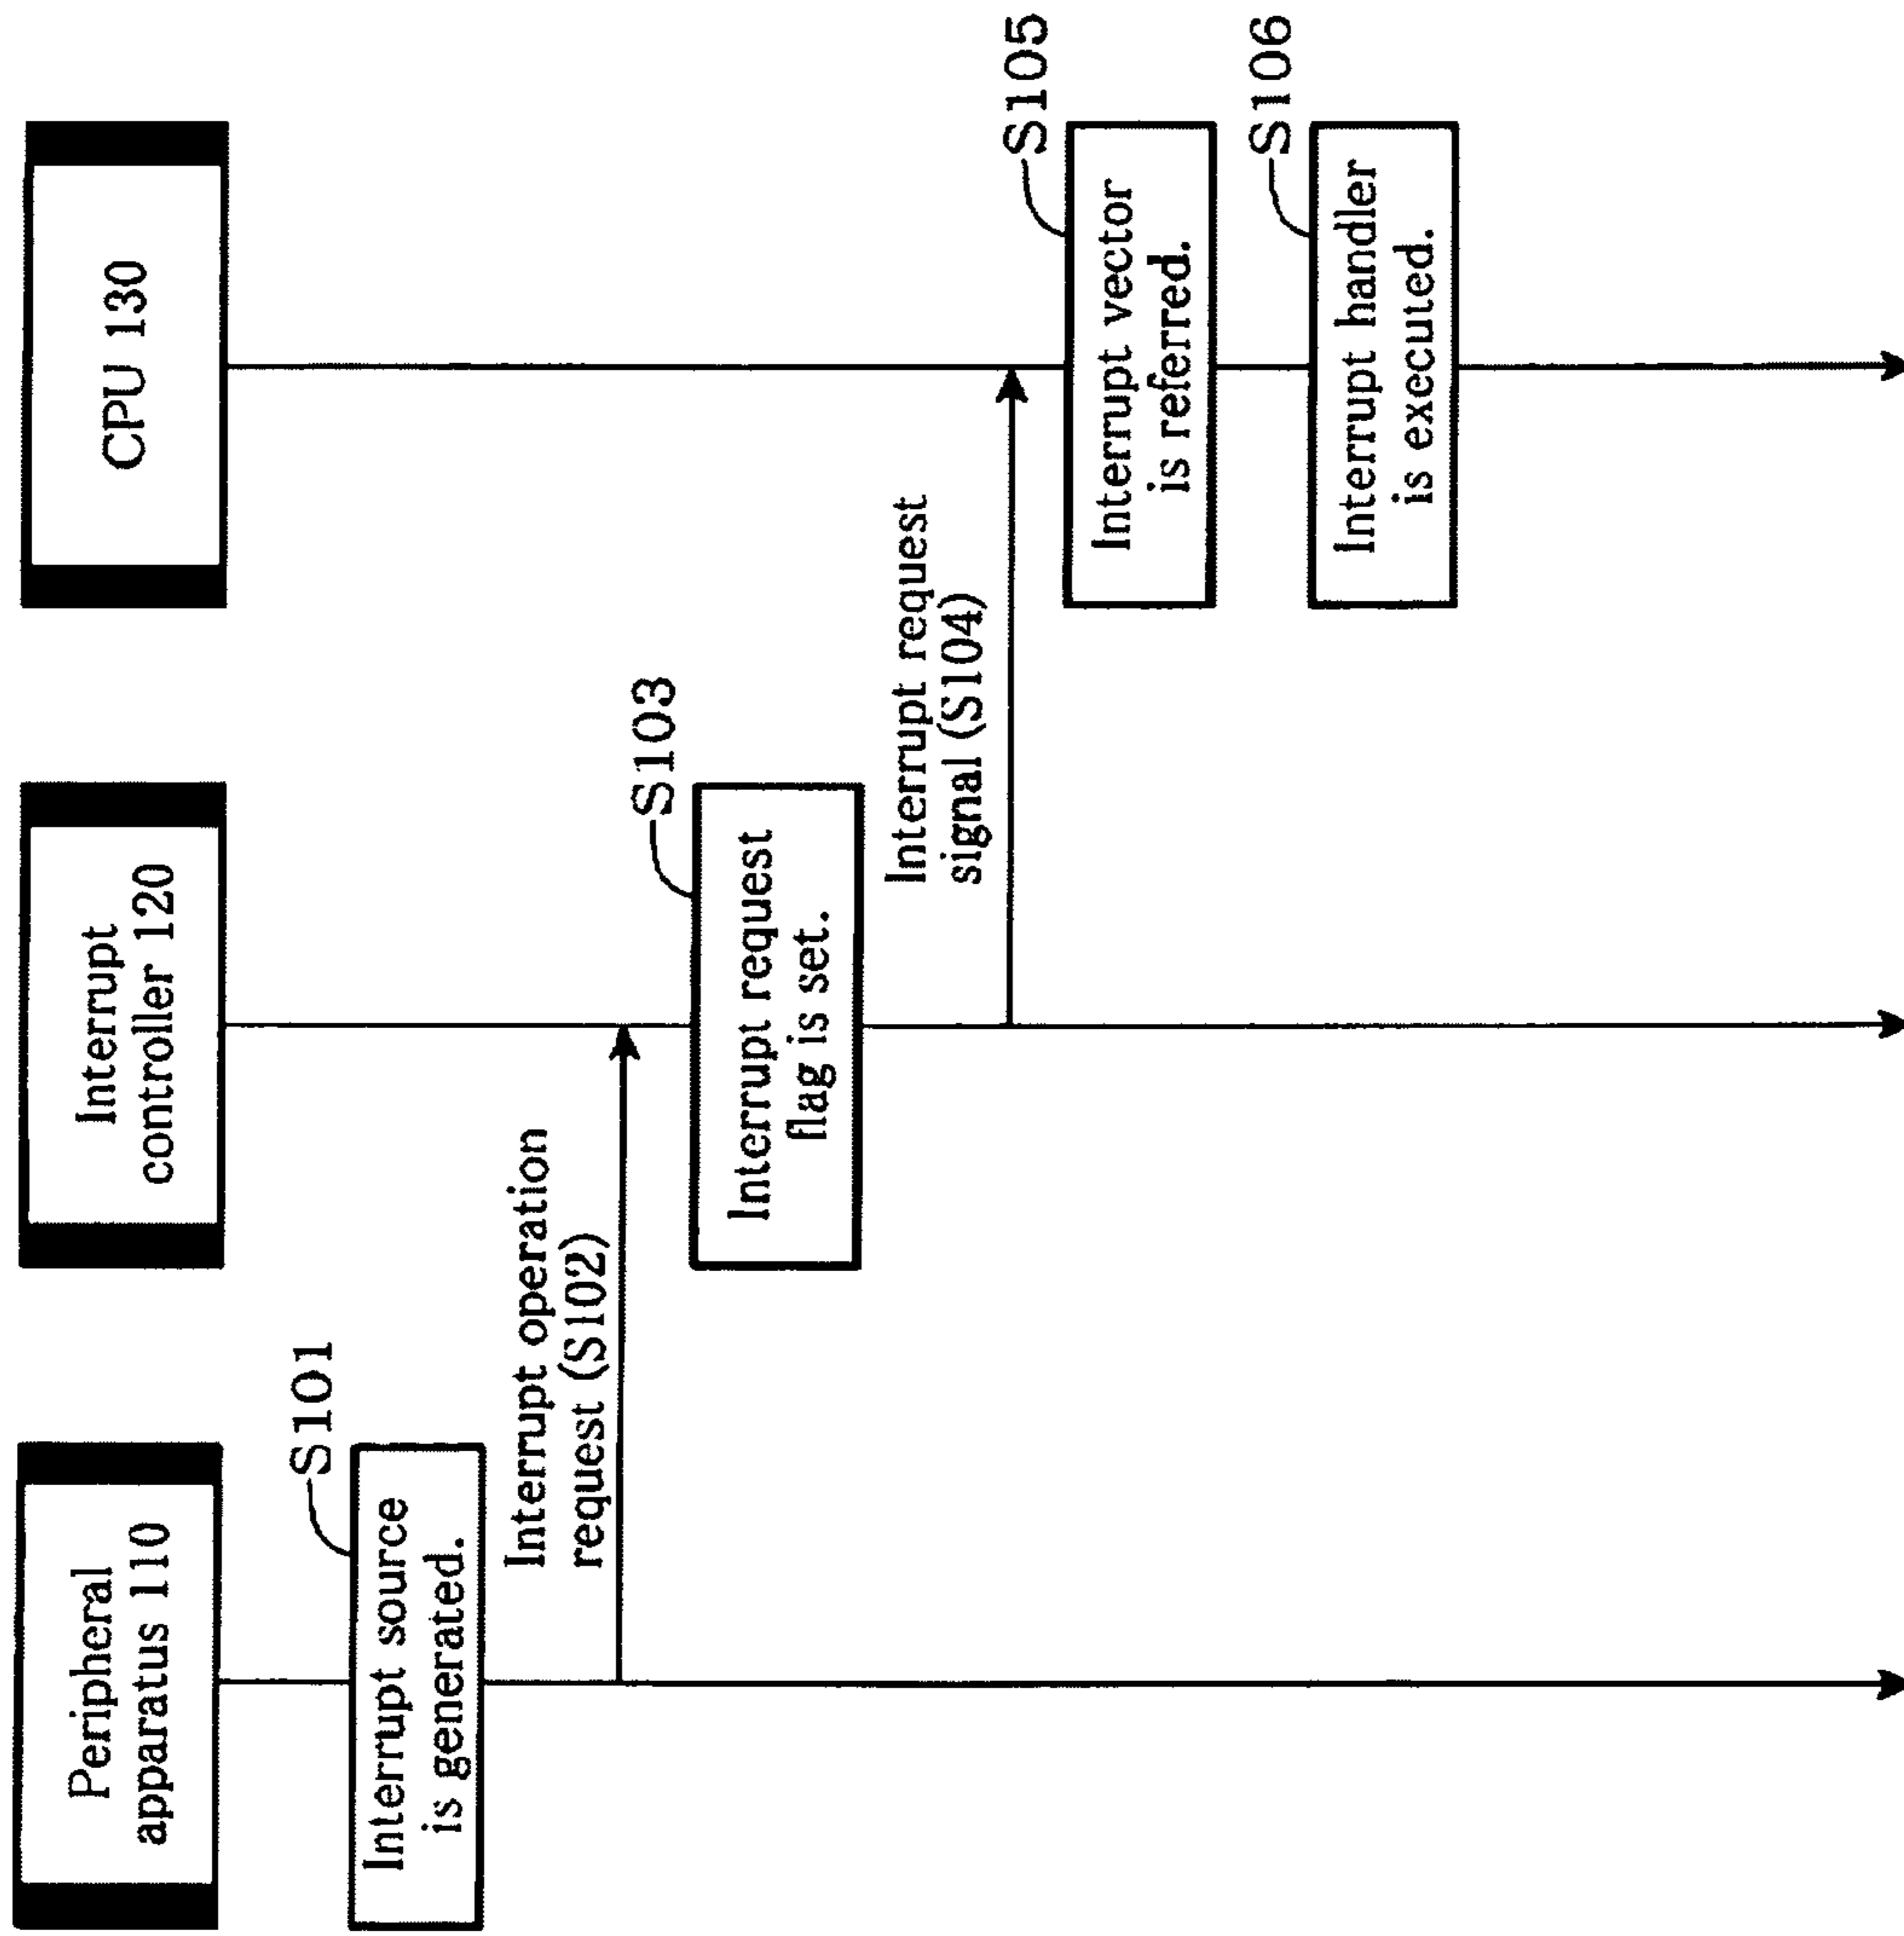 Peripheral
apparatus 110
Interrupt
controller 120
CPU 130
S101
Interrupt source
is generated.
Interrupt operation
request (S102)
S103
Interrupt request
flag is set.
Interrupt request
signal (S104)
S105
Interrupt vector
is referred.
S106
Interrupt handler
is executed.